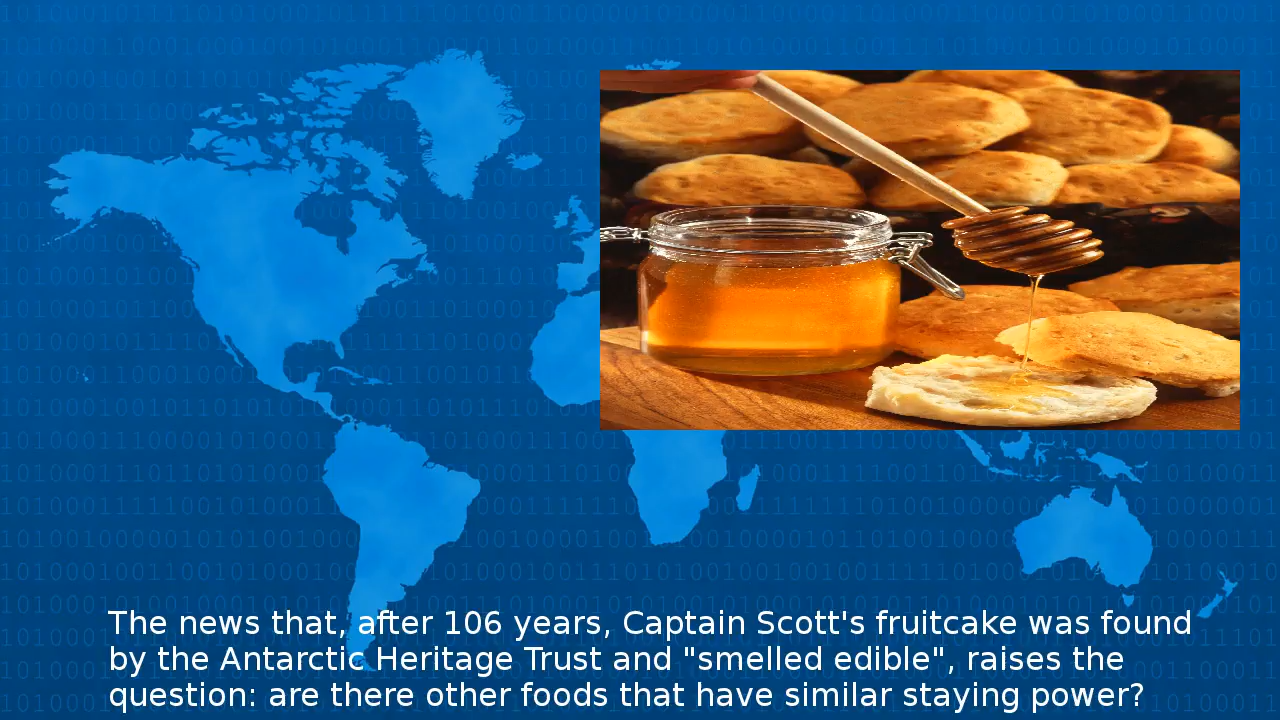 The news that, after 106 years, Captain Scott's fruitcake was found
by the Antarctic Heritage Trust and "smelled edible", raises the
question: are there other foods that have similar staying power?